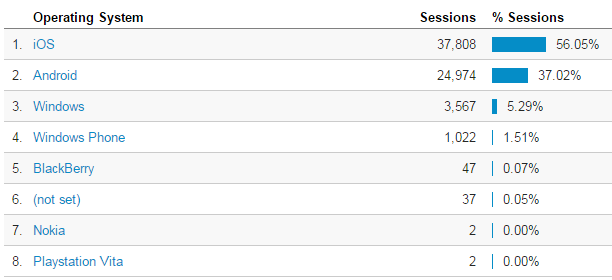 Operating System Sessions % Sessions
1. iOS 37,808 56.05%
2. Android 24,974 37.02%
3. Windows 3,567 5.29%
4. Windows Phone 1,022 1.51%
5. BlackBerry 47 0.07%
6. (not set) 37 0.05%
7. Nokia 2 0.00%
8. Playstation Vita 2 0.00%